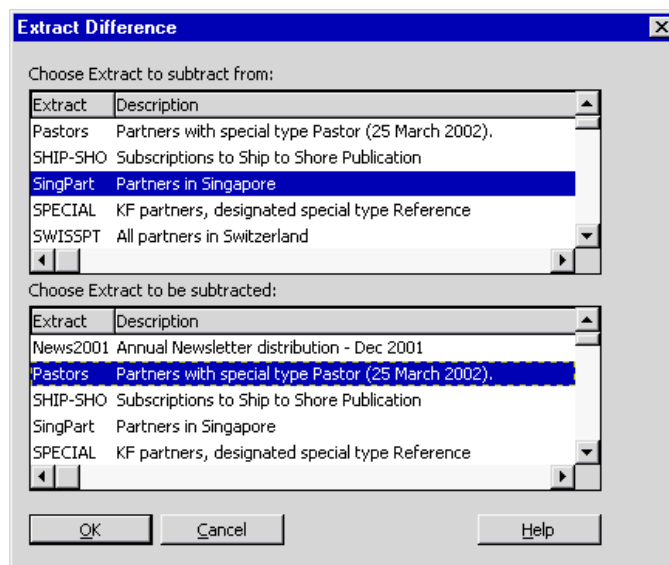 Extract Difference
Choose Extract to subtract from:
Extract Description
Pastors Partners with special type Pastor (25 March 2002).
SHIP-SHO Subscriptions to Ship to Shore Publication
SingPart Partners in Singapore
SPECIAL KF partners, designated special type Reference
SWISSPT All partners in Switzerland
Choose Extract to be subtracted:
Extract Description
News2001 Annual Newsletter distribution - Dec 2001
Pastors Partners with special type Pastor (25 March 2002).
SHIP-SHO Subscriptions to Ship to Shore Publication
SingPart Partners in Singapore
SPECIAL KF partners, designated special type Reference
OK Cancel Help